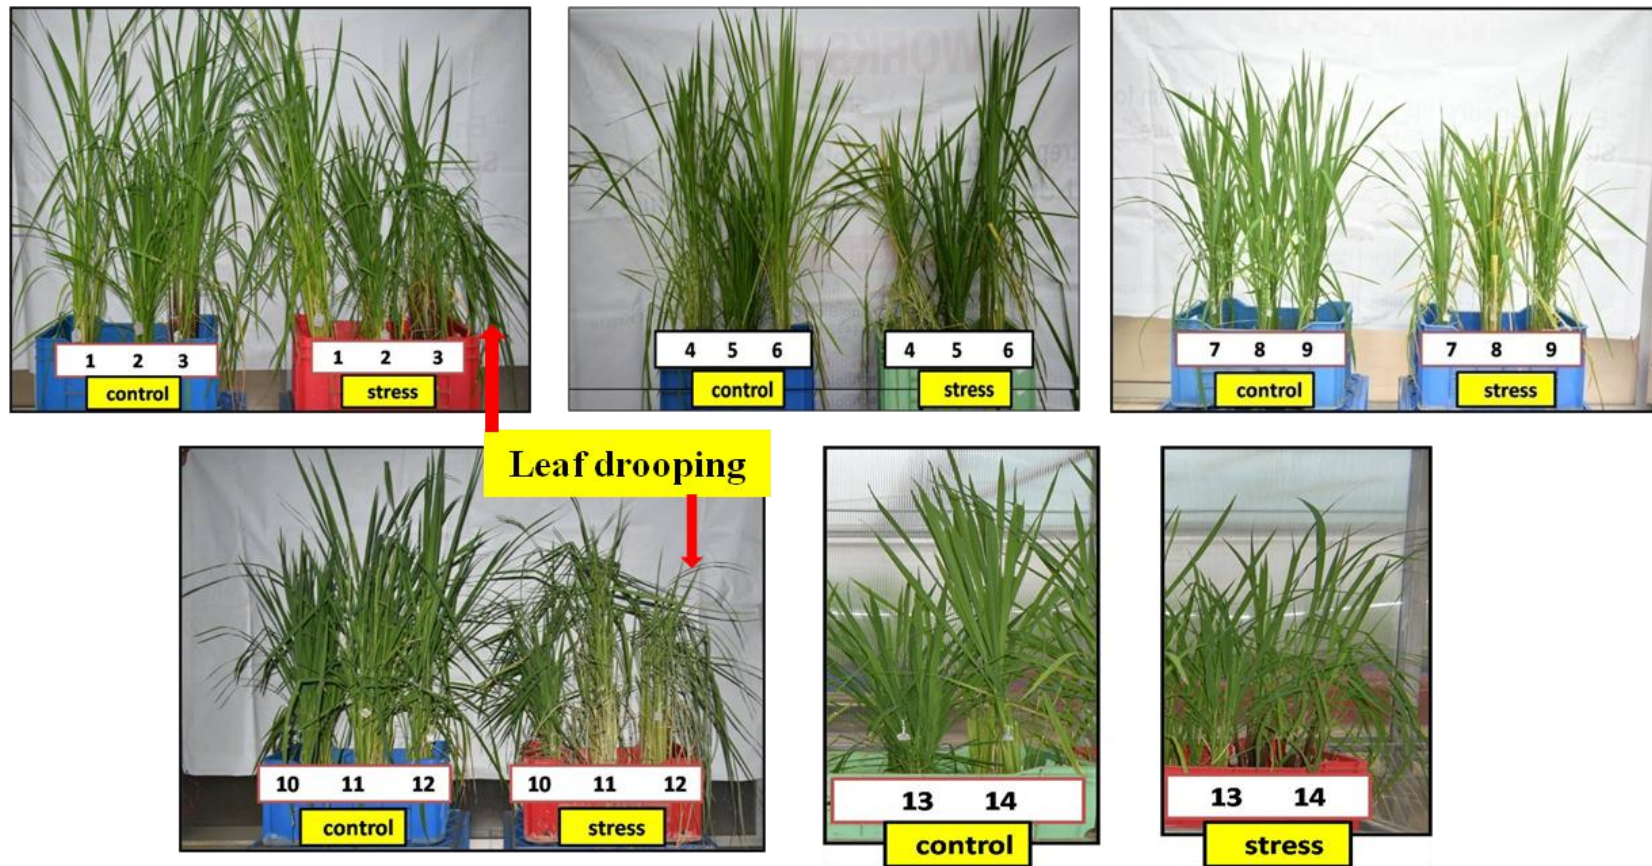 1 2 3
control
1 2 3
stress
WORKSH
4 5 6
control
4 5 6
stress
7 8 9
control
7 8 9
stress
Leaf drooping
10 11 12
control
10 11 12
stress
13 14
control
13 14
stress